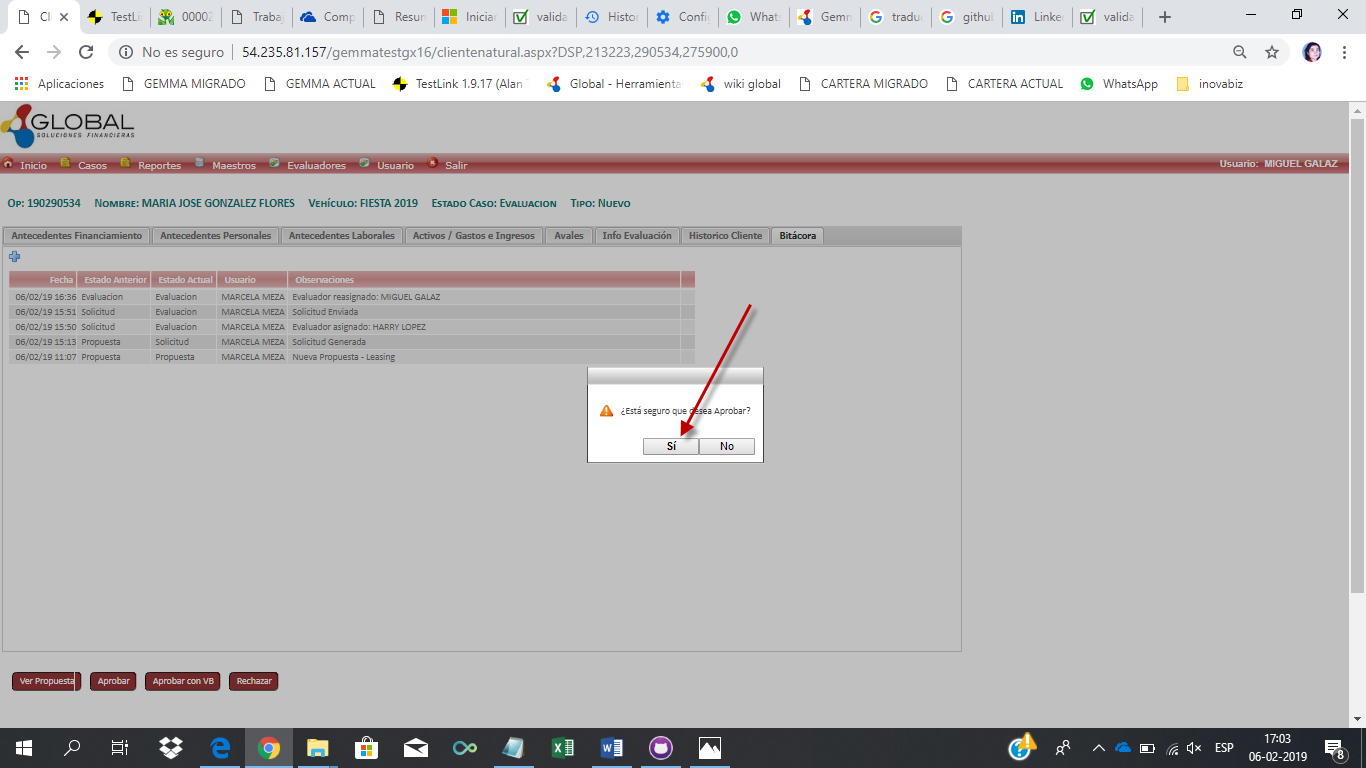 Cli
TestLi
00002
Traba
Comp
Resun
Iniciar
valida
Histor
Config
Whats
Gemm
traduc
githul
Linked
valida
No es seguro | 54.235.81.157/gemmatestgx16/clientenatural.aspx?DSP,213223,290534,275900,0
Aplicaciones
GEMMA MIGRADO
GEMMA ACTUAL
TestLink 1.9.17 (Alan
Global - Herramienta
wiki global
CARTERA MIGRADO
CARTERA ACTUAL
WhatsApp
inovabiz
GLOBAL
SOLUCIONES FINANCIERAS
Inicio Casos Reportes Maestros Evaluadores Usuario Salir Usuario: MIGUEL GALAZ
Op: 190290534 Nombre: MARIA JOSE GONZALEZ FLORES Vehículo: FIESTA 2019 Estado Caso: Evaluacion Tipo: Nuevo
Antecedentes Financiamiento Antecedentes Personales Antecedentes Laborales Activos / Gastos e Ingresos Avales Info Evaluación Historico Cliente Bitácora
Fecha Estado Anterior Estado Actual Usuario Observaciones
06/02/19 16:36 Evaluacion Evaluacion MARCELA MEZA Evaluador reasignado: MIGUEL GALAZ
06/02/19 15:51 Solicitud Evaluacion MARCELA MEZA Solicitud Enviada
06/02/19 15:50 Solicitud Evaluacion MARCELA MEZA Evaluador asignado: HARRY LOPEZ
06/02/19 15:13 Propuesta Solicitud MARCELA MEZA Solicitud Generada
06/02/19 11:07 Propuesta Propuesta MARCELA MEZA Nueva Propuesta - Leasing
¿Está seguro que desea Aprobar?
Sí No
Ver Propuesta Aprobar Aprobar con VB Rechazar
ESP
17:03
06-02-2019
8